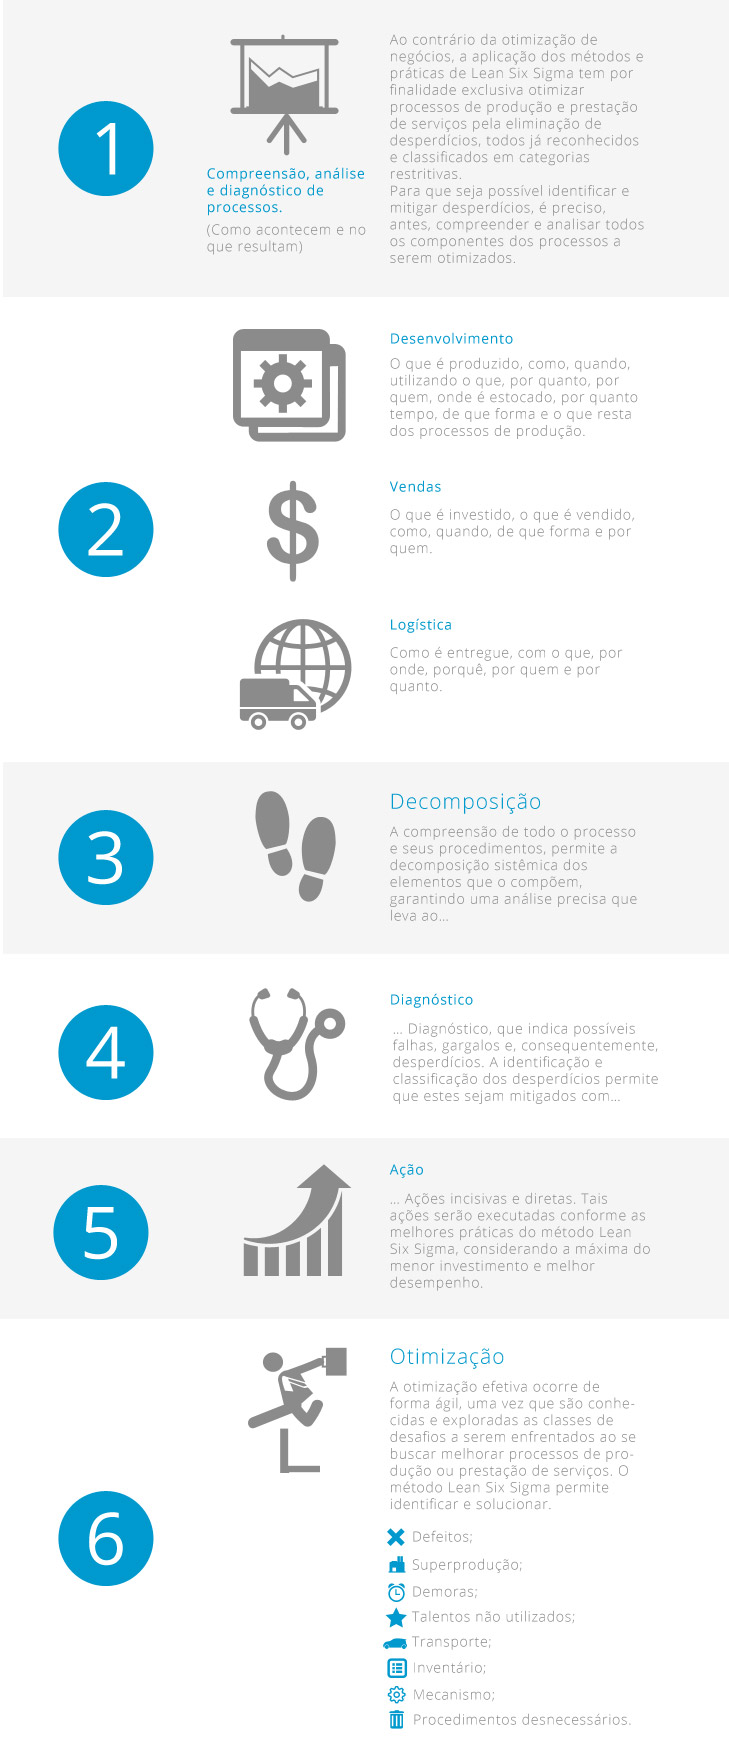 1
Compreensão, análise
e diagnóstico de
processos.
(Como acontecem e no
que resultam)
Ao contrário da otimização de
negócios, a aplicação dos métodos e
práticas de Lean Six Sigma tem por
finalidade exclusiva otimizar
processos de produção e prestação
de serviços pela eliminação de
desperdícios, todos já reconhecidos
e classificados em categorias
restritivas.
Para que seja possível identificar e
mitigar desperdícios, é preciso,
antes, compreender e analisar todos
os componentes dos processos a
serem otimizados.
2
Desenvolvimento
O que é produzido, como, quando,
utilizando o que, por quanto, por
quem, onde é estocado, por quanto
tempo, de que forma e o que resta
dos processos de produção.
Vendas
O que é investido, o que é vendido,
como, quando, de que forma e por
quem.
Logística
Como é entregue, com o que, por
onde, porquê, por quem e por
quanto.
3
Decomposição
A compreensão de todo o processo
e seus procedimentos, permite a
decomposição sistêmica dos
elementos que o compõem,
garantindo uma análise precisa que
leva ao...
4
Diagnóstico
... Diagnóstico, que indica possíveis
falhas, gargalos e, consequentemente,
desperdícios. A identificação e
classificação dos desperdícios permite
que estes sejam mitigados com...
5
Ação
... Ações incisivas e diretas. Tais
ações serão executadas conforme as
melhores práticas do método Lean
Six Sigma, considerando a máxima do
menor investimento e melhor
desempenho.
6
Otimização
A otimização efetiva ocorre de
forma ágil, uma vez que são conhe-
cidas e exploradas as classes de
desafios a serem enfrentados ao se
buscar melhorar processos de pro-
dução ou prestação de serviços. O
método Lean Six Sigma permite
identificar e solucionar.
Defeitos;
Superprodução;
Demoras;
Talentos não utilizados;
Transporte;
Inventário;
Mecanismo;
Procedimentos desnecessários.